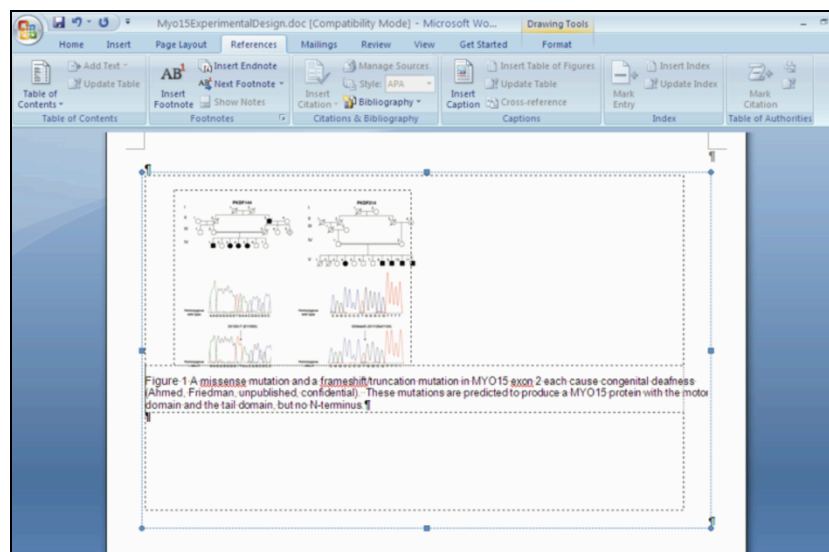 Myo15ExperimentalDesign.doc [Compatibility Mode] - Microsoft Wo...
Drawing Tools
Home Insert Page Layout References Mailings Review View Get Started Format
Table of Contents
Add Text
Update Table
Table of Contents
AB¹
Insert Footnote
Insert Endnote
Next Footnote
Show Notes
Footnotes
Insert Citation
Manage Sources
Style: APA
Bibliography
Citations & Bibliography
Insert Caption
Insert Table of Figures
Update Table
Cross-reference
Captions
Mark Entry
Insert Index
Update Index
Index
Mark Citation
Table of Authorities
Figure 1 A missense mutation and a frameshift/truncation mutation in MYO15 exon 2 each cause congenital deafness
(Ahmed, Friedman, unpublished, confidential). These mutations are predicted to produce a MYO15 protein with the motor
domain and the tail domain, but no N-terminus.¶